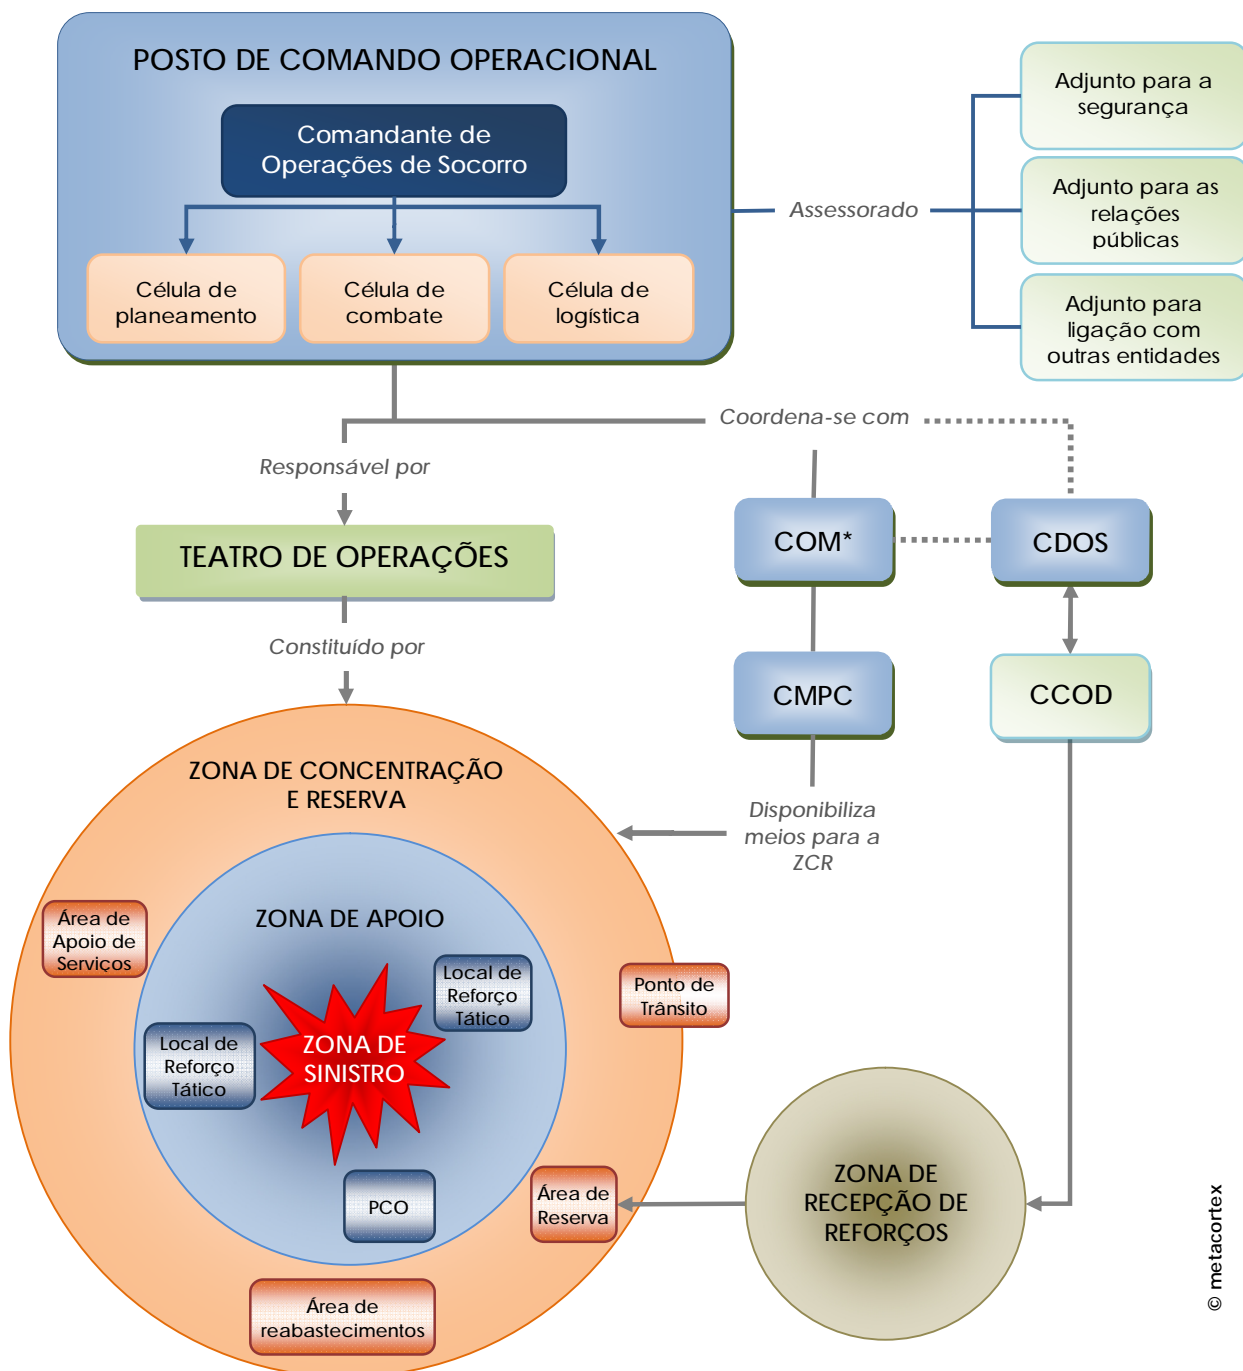 POSTO DE COMANDO OPERACIONAL
Comandante de
Operações de Socorro
Célula de
planeamento
Célula de
combate
Célula de
logística
Assessorado
Adjunto para a
segurança
Adjunto para as
relações
públicas
Adjunto para
ligação com
outras entidades
Coordena-se com
Responsável por
TEATRO DE OPERAÇÕES
COM*
CDOS
Constituído por
CMPC
CCOD
ZONA DE CONCENTRAÇÃO
E RESERVA
Disponibiliza
meios para a
ZCR
ZONA DE APOIO
Área de
Apoio de
Serviços
Local de
Reforço
Tático
Ponto de
Trânsito
Local de
Reforço
Tático
ZONA DE
SINISTRO
PCO
Área de
Reserva
ZONA DE
RECEPÇÃO DE
REFORÇOS
Área de
reabastecimentos
© metacortex